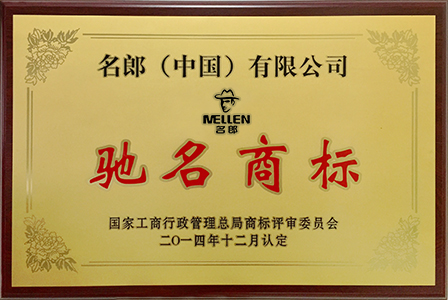 名郎（中国）有限公司
MELLEN
名郎
驰名商标
国家工商行政管理总局商标评审委员会
二〇一四年十二月认定